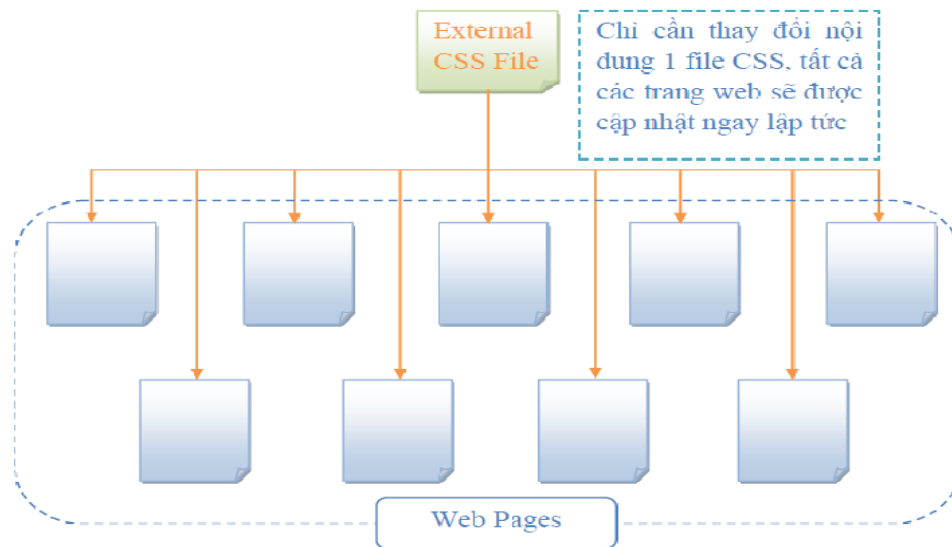 External
CSS File
Chỉ cần thay đổi nội
dung 1 file CSS, tất cả
các trang web sẽ được
cập nhật ngay lập tức
Web Pages